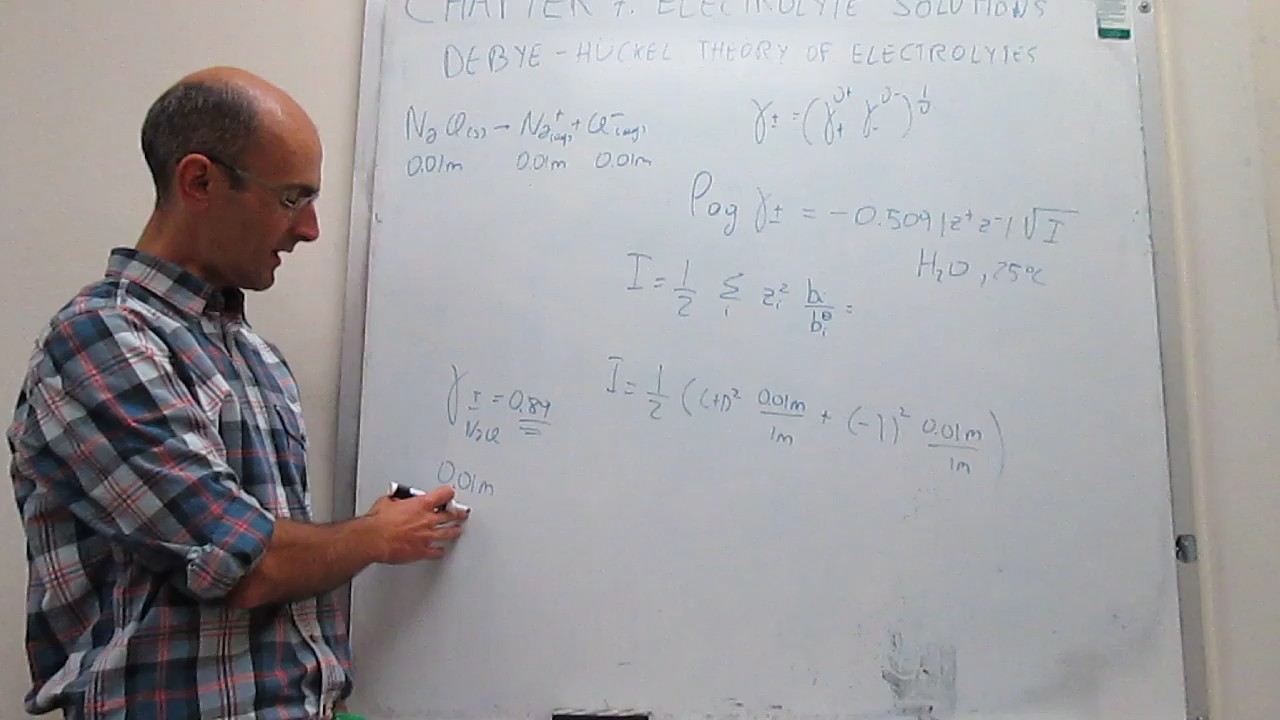 CHAPTER 7. ELECTROLYTE SOLUTIONS
DEBYE-HÜCKEL THEORY OF ELECTROLYTES
NaCl(s) → Na⁺(aq) + Cl⁻(aq)
0.01m 0.01m 0.01m
γ± = (γ₊^ν⁺ γ₋^ν⁻)^1/ν
log γ± = -0.509 |z⁺z⁻| √I
H₂O, 25°C
I = 1/2 Σi zi² bi/bi⦵ =
γ± = 0.89
NaCl
I = 1/2 ((+1)² 0.01m/1m + (-1)² 0.01m/1m)
0.01m